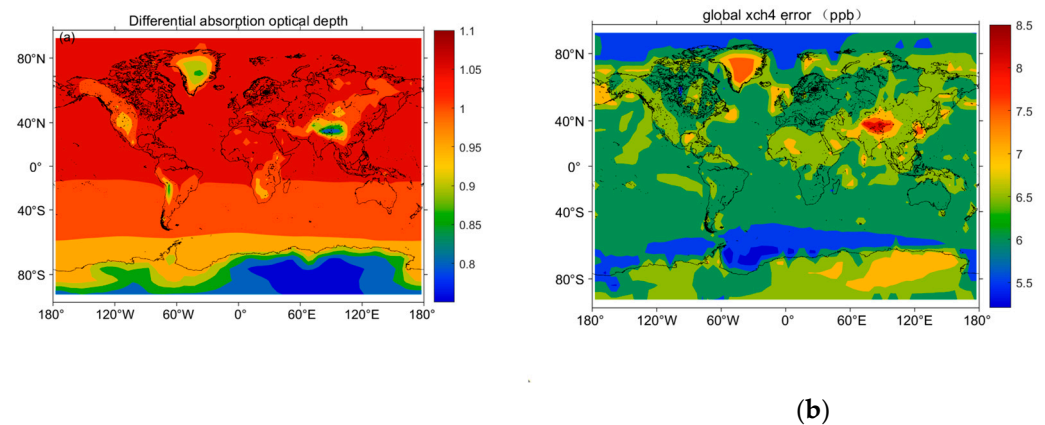 Differential absorption optical depth
(a)
80°N
40°N
0°
40°S
80°S
180°
120°W
60°W
0°
60°E
120°E
180°
1.1
1.05
1
0.95
0.9
0.85
0.8
global xch4 error （ppb）
80°N
40°N
0°
40°S
80°S
180°
120°W
60°W
0°
60°E
120°E
180°
8.5
8
7.5
7
6.5
6
5.5
(b)